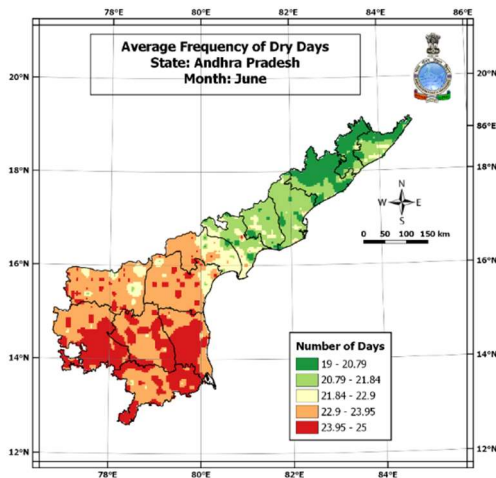 78°E 80°E 82°E 84°E 86°E
Average Frequency of Dry Days
State: Andhra Pradesh
Month: June
20°N 20°N
86°E
18°N 18°N
N
W E
S
0 50 100 150 km
16°N 16°N
Number of Days
19 - 20.79
20.79 - 21.84
21.84 - 22.9
22.9 - 23.95
23.95 - 25
14°N 14°N
12°N 12°N
78°E 80°E 82°E 84°E